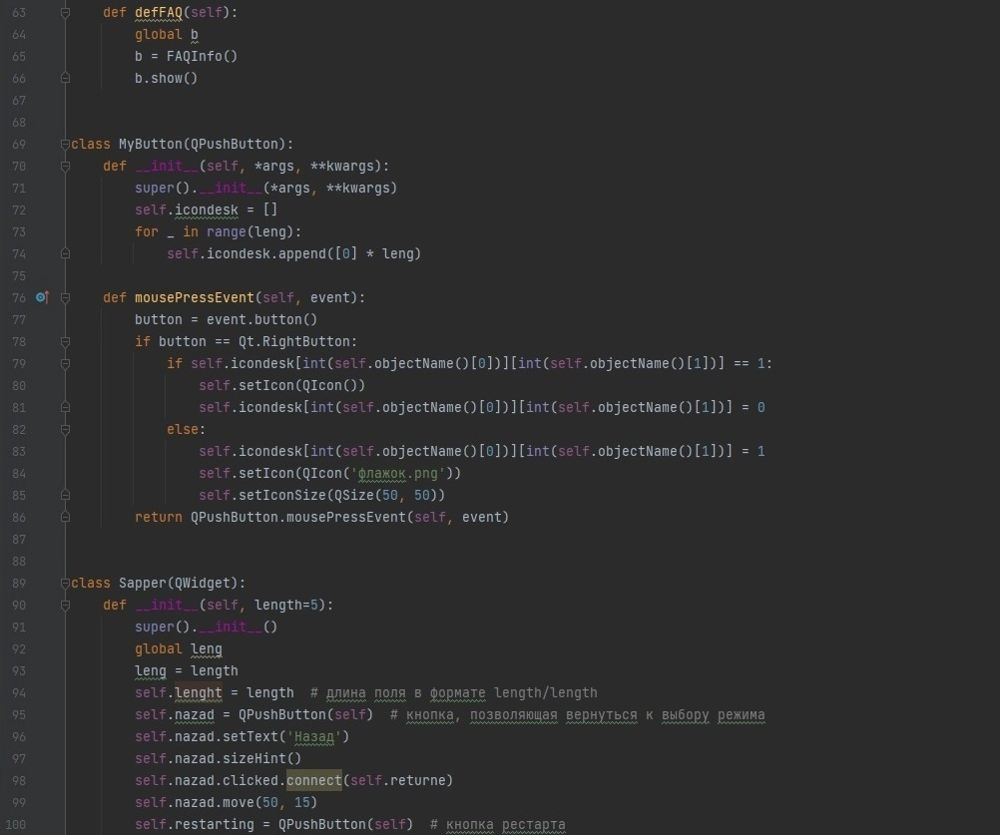 63 def defFAQ(self):
64 global b
65 b = FAQInfo()
66 b.show()
67
68
69 class MyButton(QPushButton):
70 def __init__(self, *args, **kwargs):
71 super().__init__(*args, **kwargs)
72 self.icondesk = []
73 for _ in range(leng):
74 self.icondesk.append([0] * leng)
75
76 def mousePressEvent(self, event):
77 button = event.button()
78 if button == Qt.RightButton:
79 if self.icondesk[int(self.objectName()[0])][int(self.objectName()[1])] == 1:
80 self.setIcon(QIcon())
81 self.icondesk[int(self.objectName()[0])][int(self.objectName()[1])] = 0
82 else:
83 self.icondesk[int(self.objectName()[0])][int(self.objectName()[1])] = 1
84 self.setIcon(QIcon('флажок.png'))
85 self.setIconSize(QSize(50, 50))
86 return QPushButton.mousePressEvent(self, event)
87
88
89 class Sapper(QWidget):
90 def __init__(self, length=5):
91 super().__init__()
92 global leng
93 leng = length
94 self.lenght = length  # длина поля в формате length/length
95 self.nazad = QPushButton(self)  # кнопка, позволяющая вернуться к выбору режима
96 self.nazad.setText('Назад')
97 self.nazad.sizeHint()
98 self.nazad.clicked.connect(self.returne)
99 self.nazad.move(50, 15)
100 self.restarting = QPushButton(self)  # кнопка рестарта